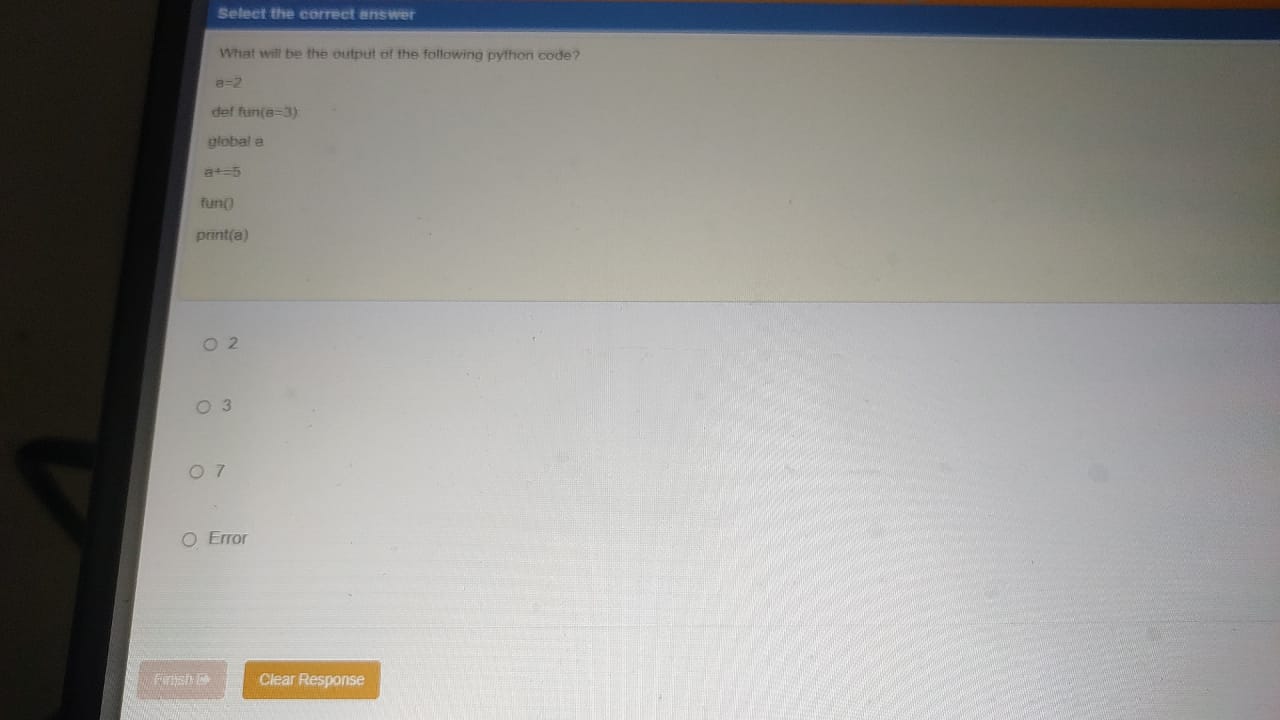 Select the correct answer
What will be the output of the following python code?
a=2
def fun(a=3):
global a
a+=5
fun()
print(a)
2
3
7
Error
Finish
Clear Response